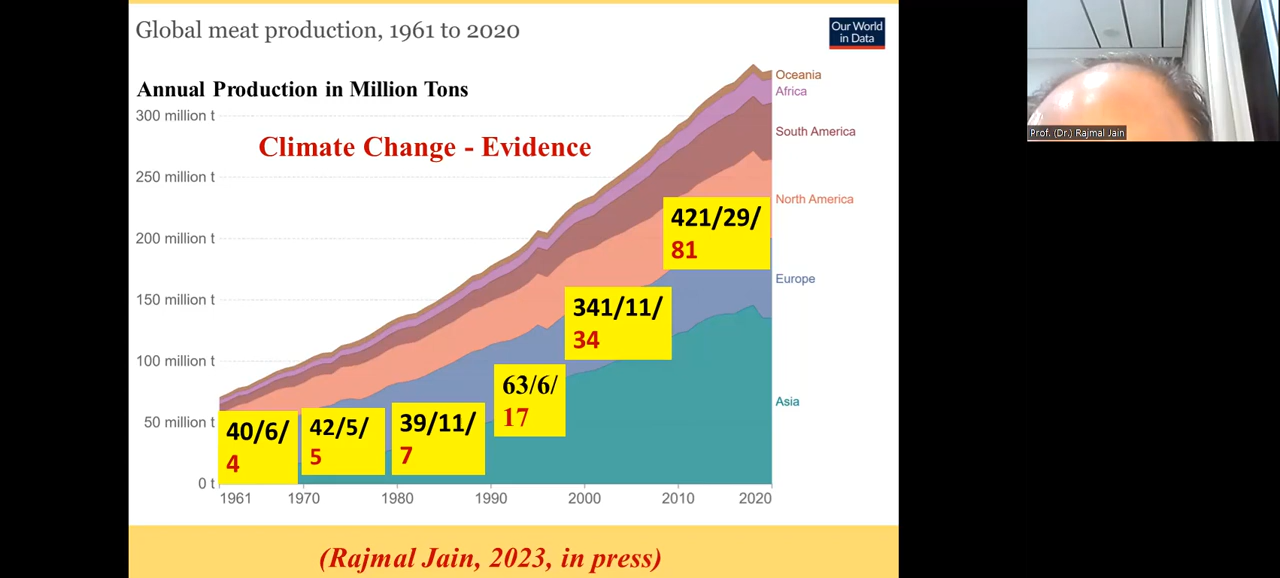 Global meat production, 1961 to 2020
Our World
in Data
Annual Production in Million Tons
300 million t
250 million t
200 million t
150 million t
100 million t
50 million t
0 t
Climate Change - Evidence
Oceania
Africa
South America
North America
Europe
Asia
40/6/
4
42/5/
5
39/11/
7
63/6/
17
341/11/
34
421/29/
81
1961
1970
1980
1990
2000
2010
2020
(Rajmal Jain, 2023, in press)
Prof. (Dr.) Rajmal Jain